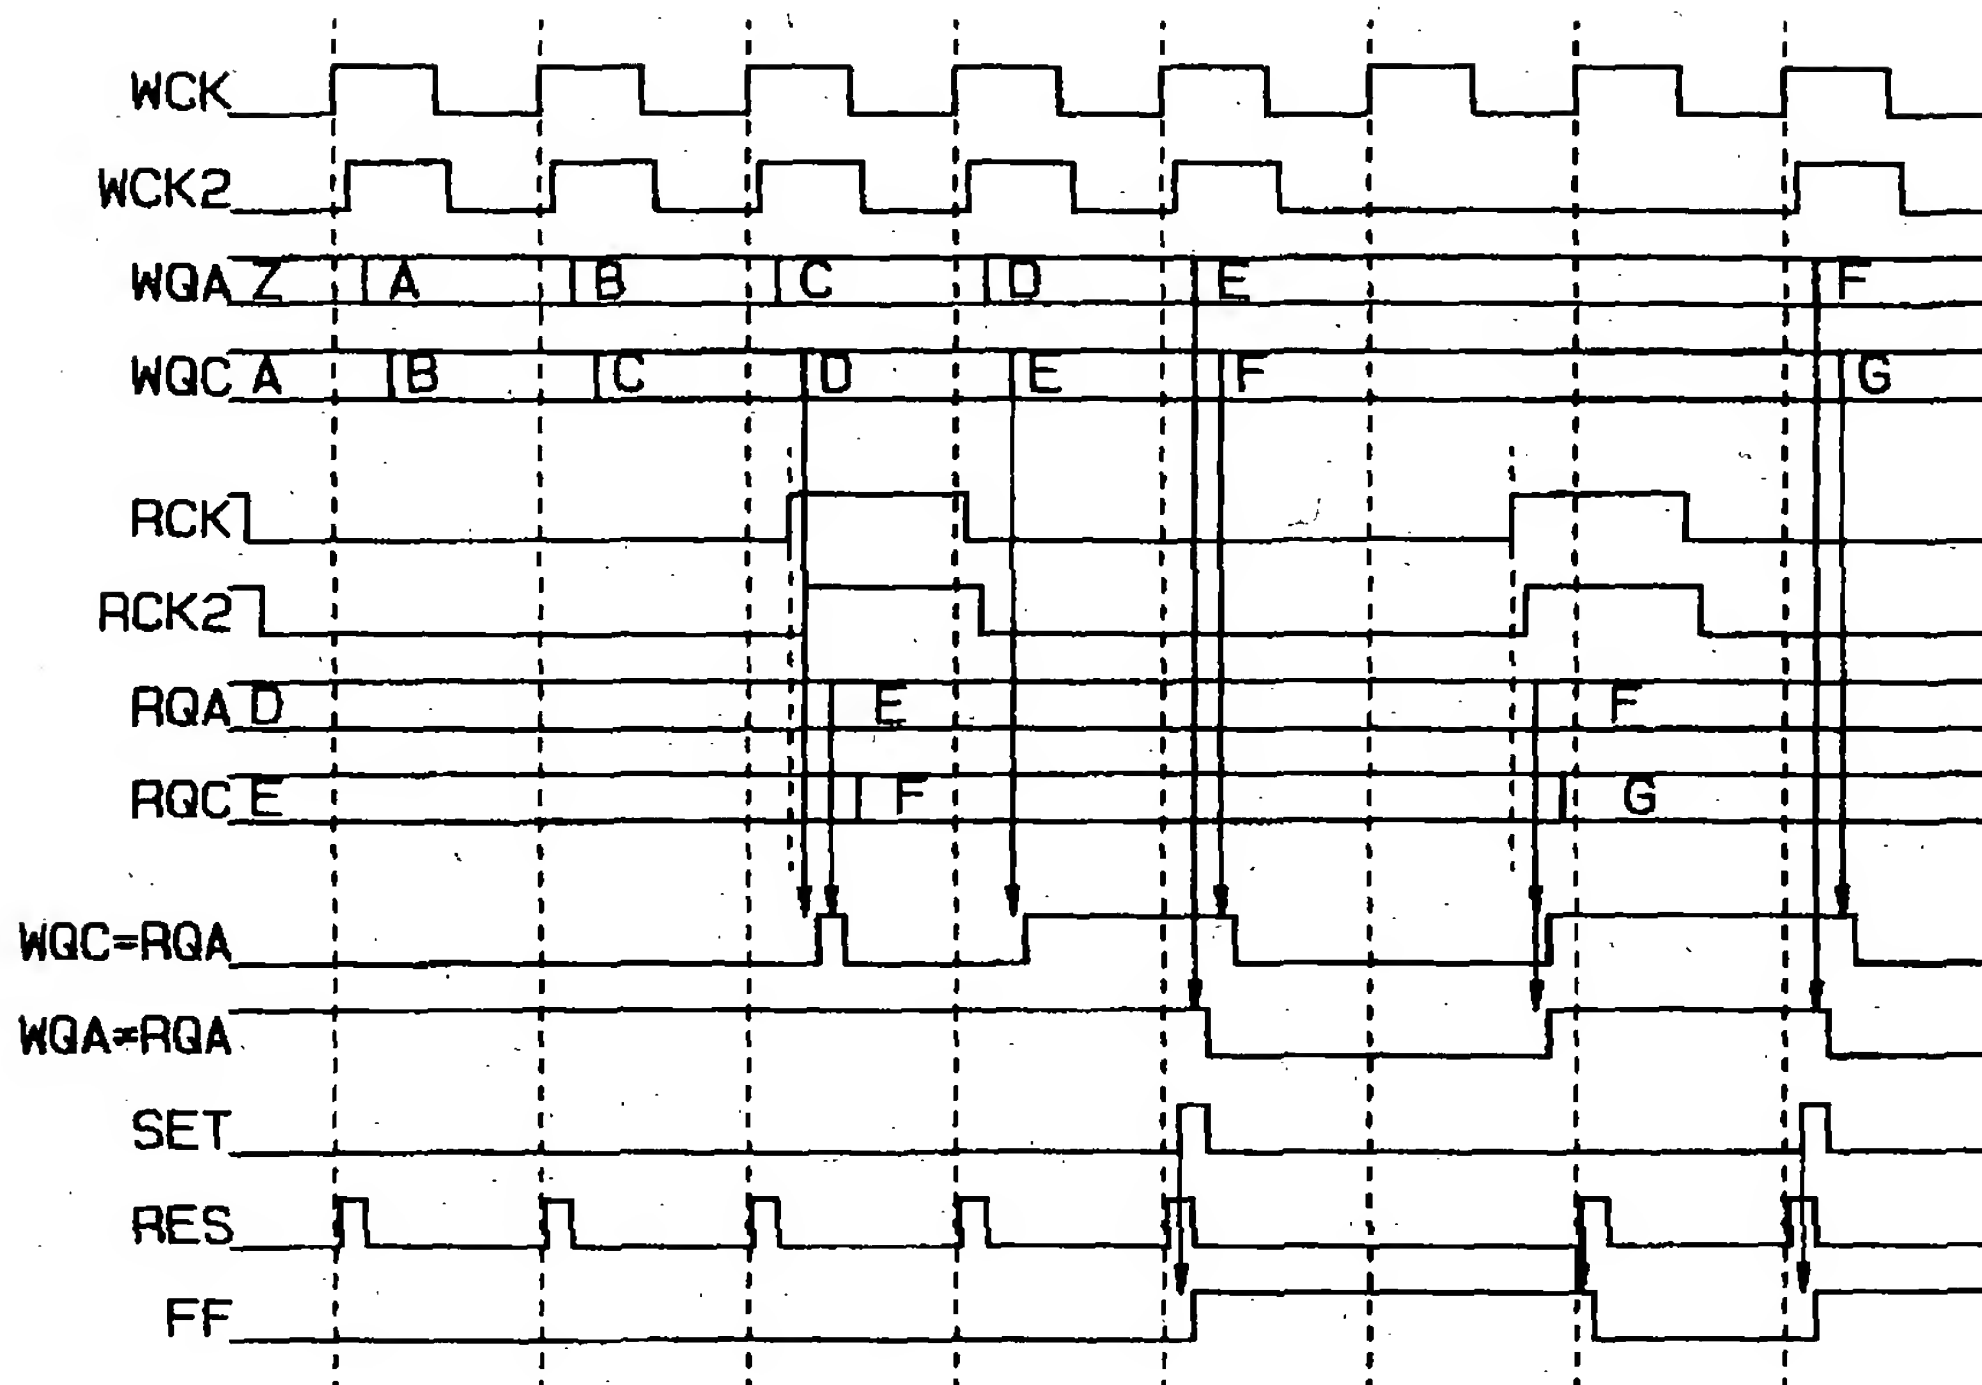 WCK
WCK2
WQA Z A B C D E F
WQC A B C D E F G
RCK
RCK2
RQA D E F
RQC E F G
WQC=RQA
WQA≠RQA
SET
RES
FF